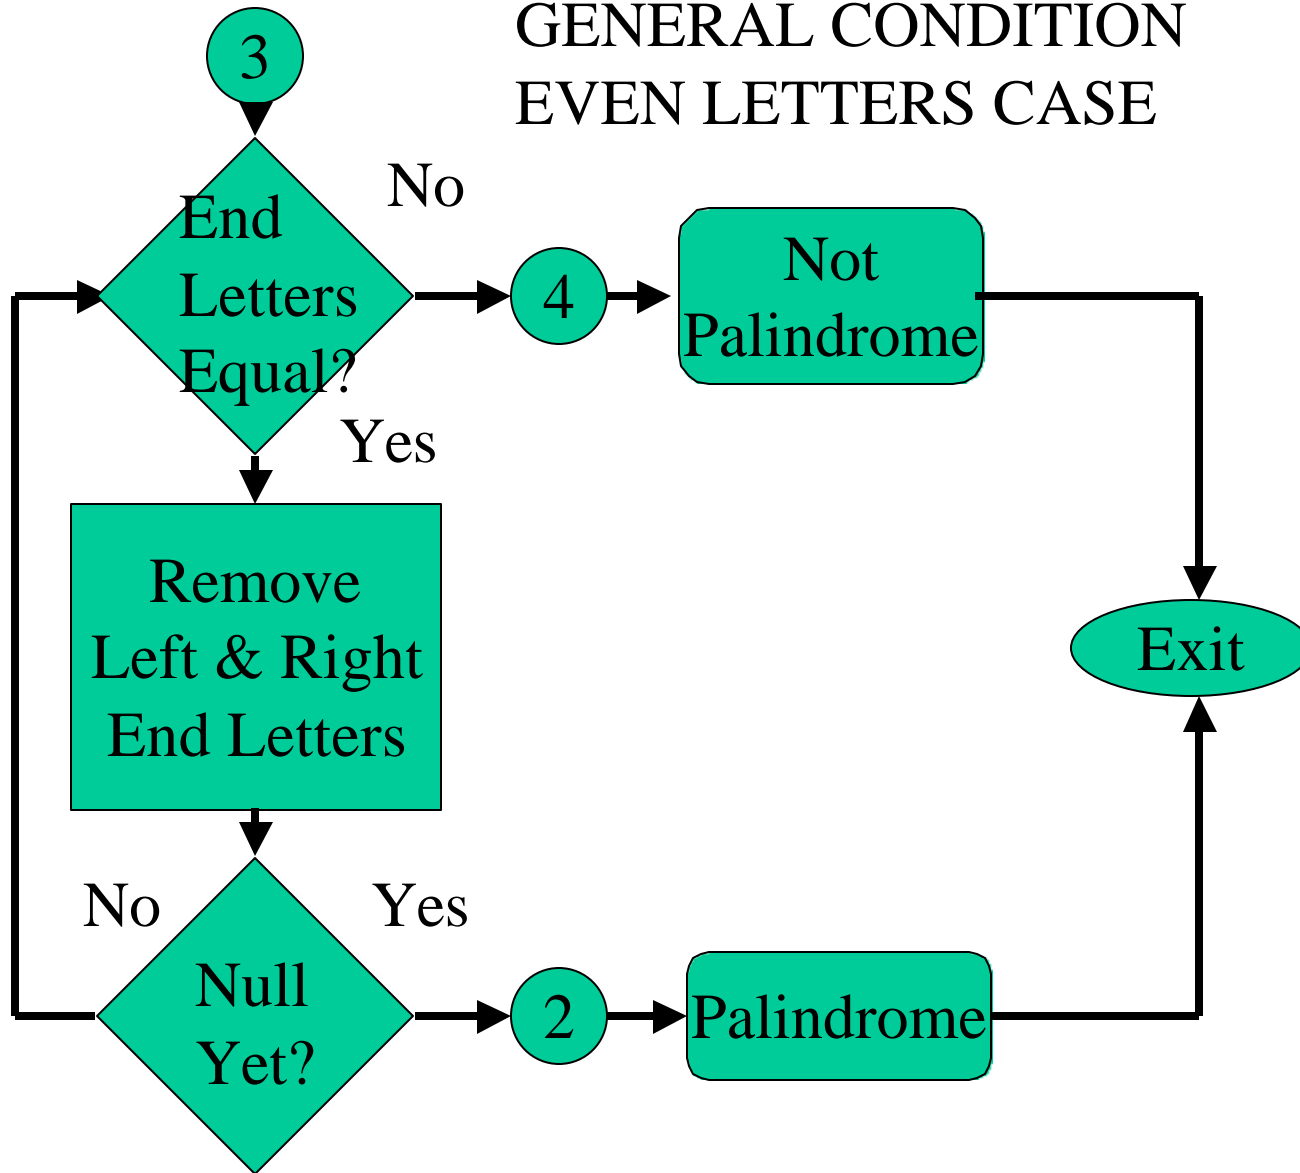 3
GENERAL CONDITION
EVEN LETTERS CASE
No
End
Letters
Equal?
4
Not
Palindrome
Yes
Remove
Left & Right
End Letters
Exit
No
Yes
Null
Yet?
2
Palindrome